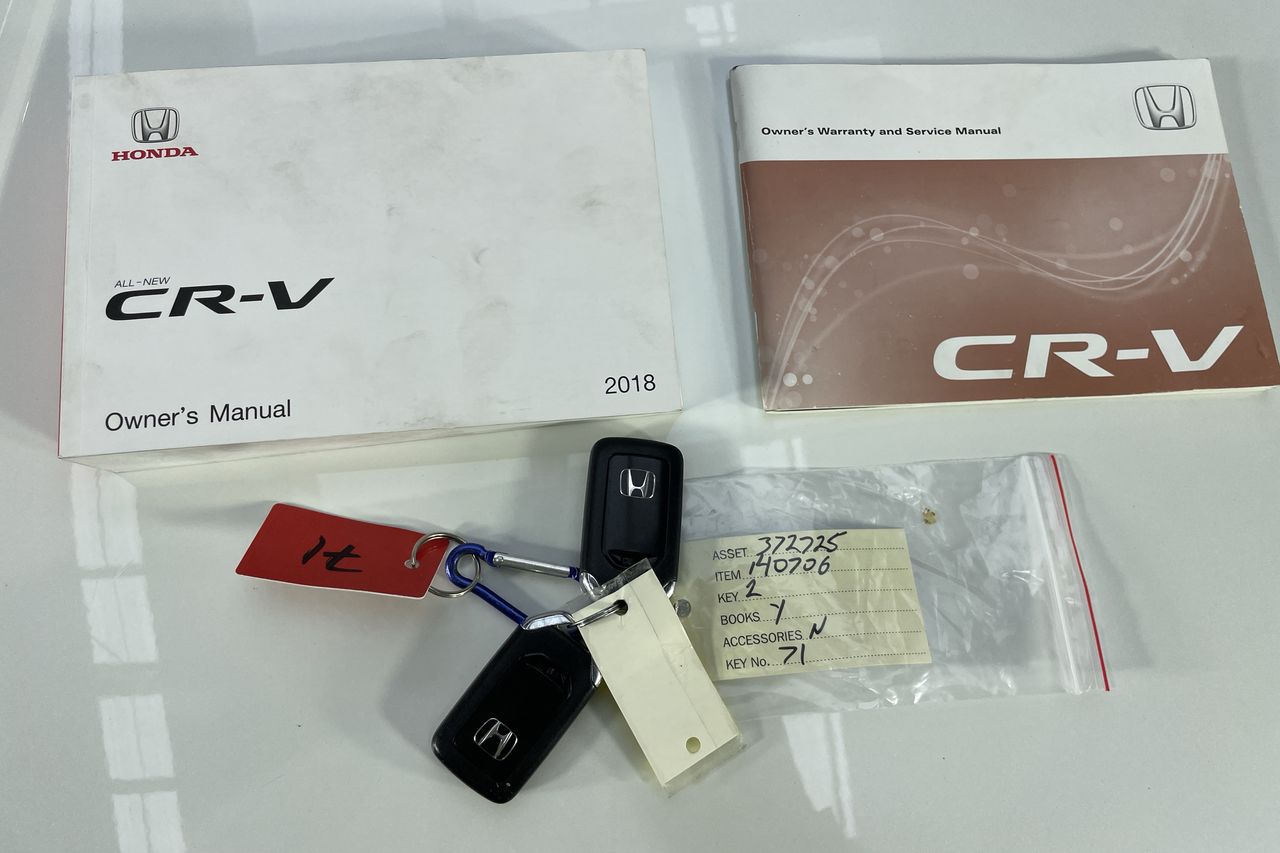 HONDA
ALL-NEW
CR-V
Owner's Manual
2018
Owner's Warranty and Service Manual
CR-V
71
ASSET 372725
ITEM 140706
KEY 2
BOOKS Y
ACCESSORIES N
KEY No. 71